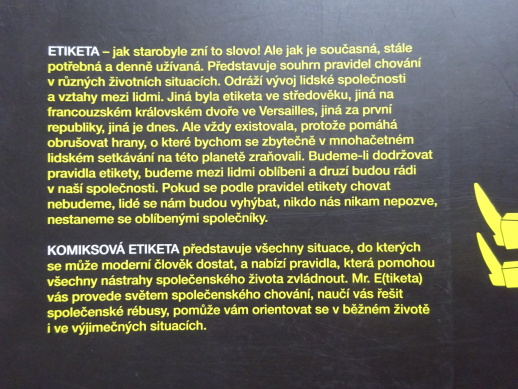 ETIKETA – jak starobyle zní to slovo! Ale jak je současná, stále
potřebná a denně užívaná. Představuje souhrn pravidel chování
v různých životních situacích. Odráží vývoj lidské společnosti
a vztahy mezi lidmi. Jiná byla etiketa ve středověku, jiná na
francouzském královském dvoře ve Versailles, jiná za první
republiky, jiná je dnes. Ale vždy existovala, protože pomáhá
obrušovat hrany, o které bychom se zbytečně v mnohačetném
lidském setkávání na této planetě zraňovali. Budeme-li dodržovat
pravidla etikety, budeme mezi lidmi oblíbeni a druzí budou rádi
v naší společnosti. Pokud se podle pravidel etikety chovat
nebudeme, lidé se nám budou vyhýbat, nikdo nás nikam nepozve,
nestaneme se oblíbenými společníky.
KOMIKSOVÁ ETIKETA představuje všechny situace, do kterých
se může moderní člověk dostat, a nabízí pravidla, která pomohou
všechny nástrahy společenského života zvládnout. Mr. E(tiketa)
vás provede světem společenského chování, naučí vás řešit
společenské rébusy, pomůže vám orientovat se v běžném životě
i ve výjimečných situacích.